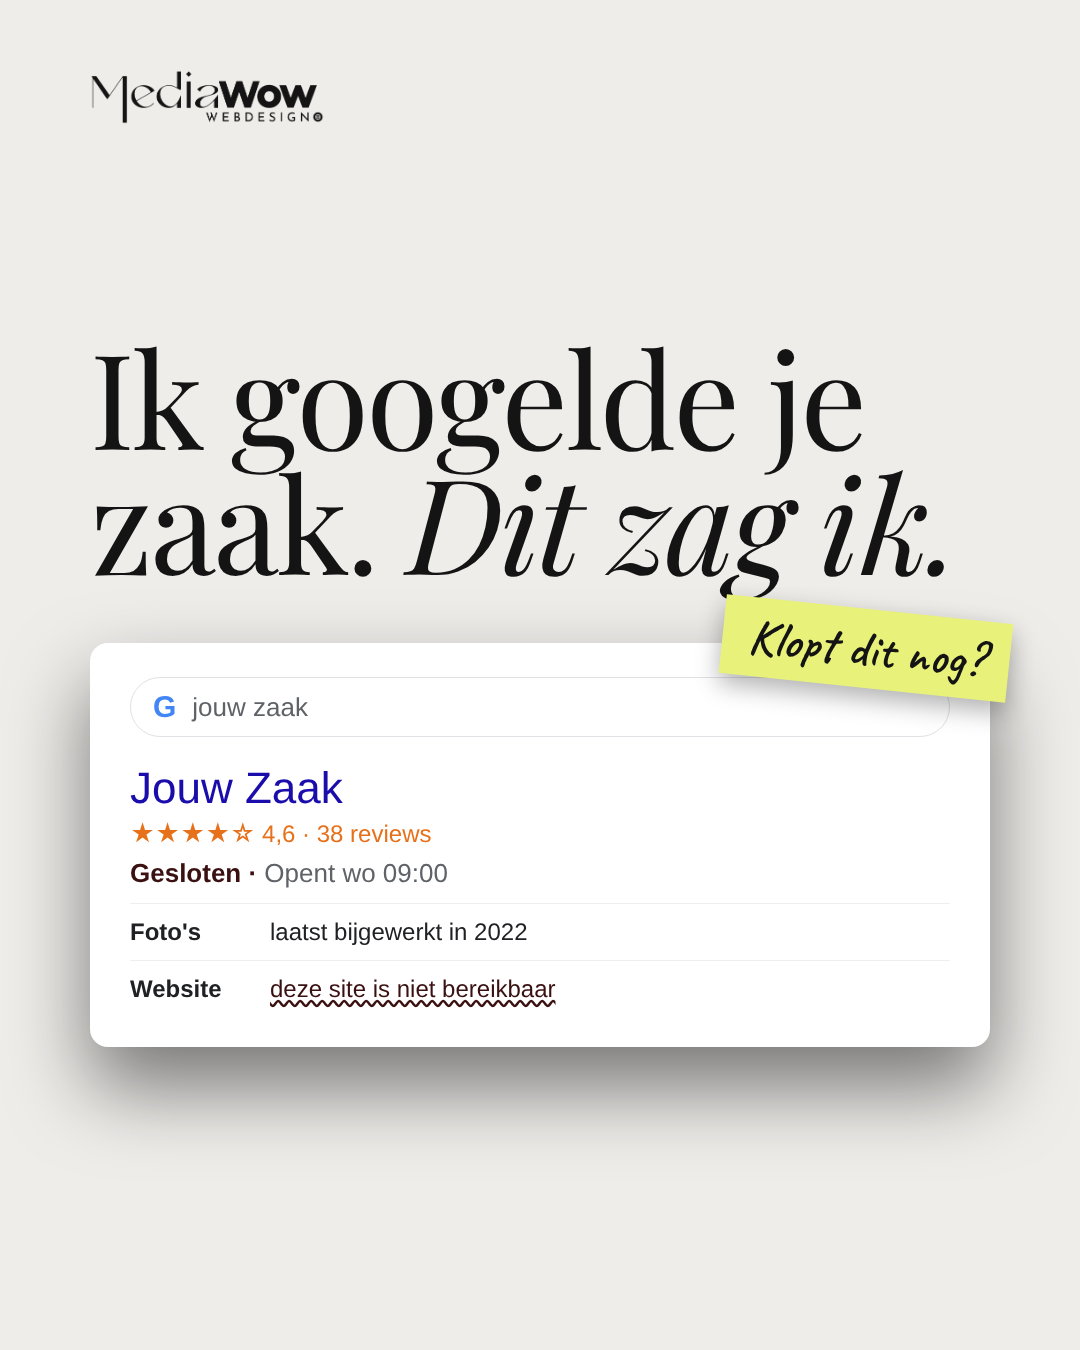 MediaWow
WEBDESIGN
Ik googelde je
zaak. Dit zag ik.
Klopt dit nog?
G jouw zaak
Jouw Zaak
★★★★☆ 4,6 · 38 reviews
Gesloten · Opent wo 09:00
Foto's laatst bijgewerkt in 2022
Website deze site is niet bereikbaar